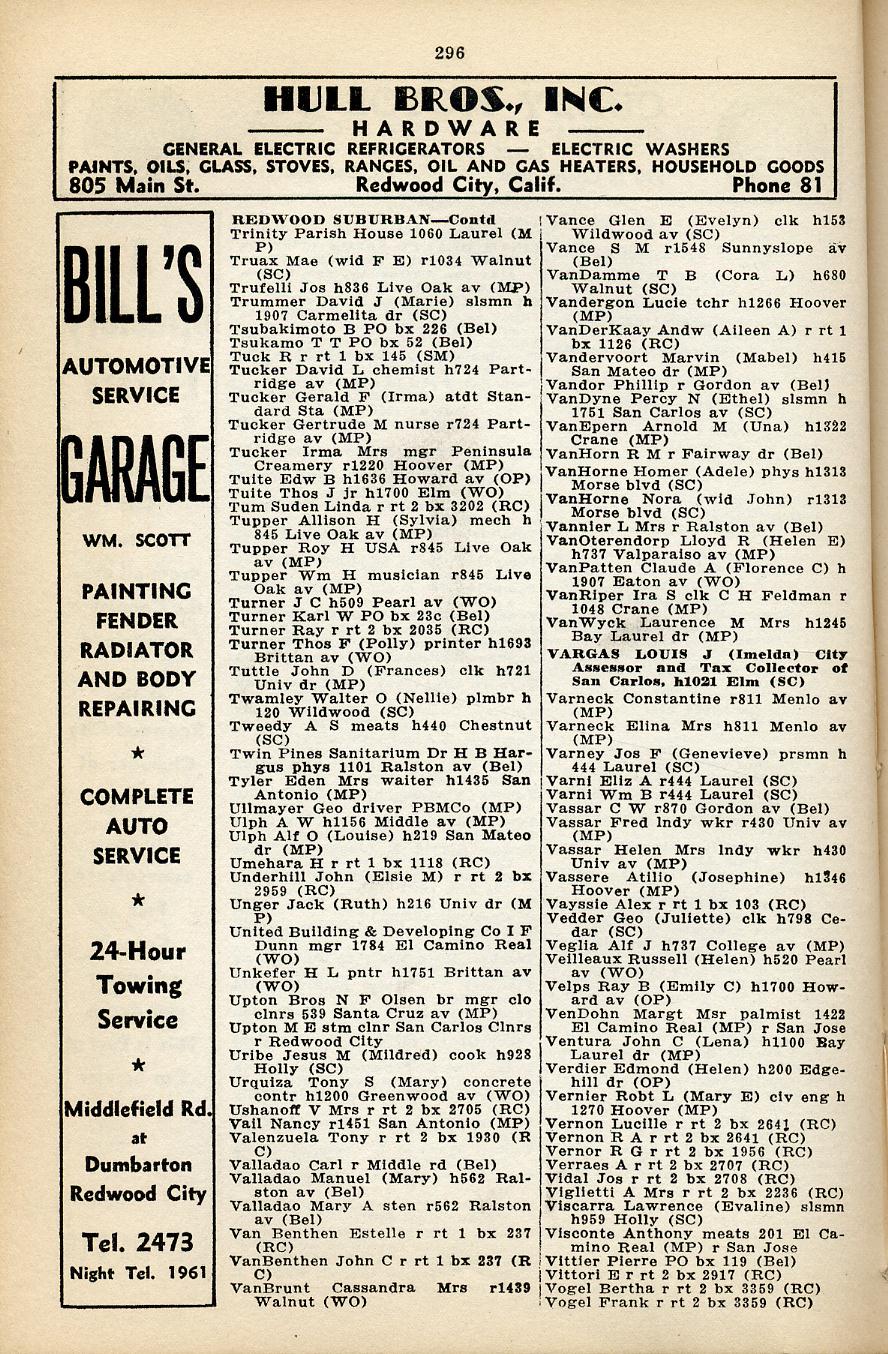 296
HULL BROS., INC.
HARDWARE
GENERAL ELECTRIC REFRIGERATORS — ELECTRIC WASHERS
PAINTS, OILS, GLASS, STOVES, RANGES, OIL AND GAS HEATERS, HOUSEHOLD GOODS
805 Main St. Redwood City, Calif. Phone 81
BILL'S
AUTOMOTIVE
SERVICE
GARAGE
WM. SCOTT
PAINTING
FENDER
RADIATOR
AND BODY
REPAIRING
★
COMPLETE
AUTO
SERVICE
★
24-Hour
Towing
Service
★
Middlefield Rd.
at
Dumbarton
Redwood City
Tel. 2473
Night Tel. 1961
REDWOOD SUBURBAN—Contd
Trinity Parish House 1060 Laurel (M
P)
Truax Mae (wid F E) r1034 Walnut
(SC)
Trufelli Jos h836 Live Oak av (MP)
Trummer David J (Marie) slsmn h
1907 Carmelita dr (SC)
Tsubakimoto B PO bx 226 (Bel)
Tsukamo T T PO bx 52 (Bel)
Tuck R r rt 1 bx 145 (SM)
Tucker David L chemist h724 Part-
ridge av (MP)
Tucker Gerald F (Irma) atdt Stan-
dard Sta (MP)
Tucker Gertrude M nurse r724 Part-
ridge av (MP)
Tucker Irma Mrs mgr Peninsula
Creamery r1220 Hoover (MP)
Tuite Edw B h1636 Howard av (OP)
Tuite Thos J jr h1700 Elm (WO)
Tum Suden Linda r rt 2 bx 3202 (RC)
Tupper Allison H (Sylvia) mech h
845 Live Oak av (MP)
Tupper Roy H USA r845 Live Oak
av (MP)
Tupper Wm H musician r845 Live
Oak av (MP)
Turner J C h509 Pearl av (WO)
Turner Karl W PO bx 23c (Bel)
Turner Ray r rt 2 bx 2035 (RC)
Turner Thos F (Polly) printer h1693
Brittan av (WO)
Tuttle John D (Frances) clk h721
Univ dr (MP)
Twamley Walter O (Nellie) plmbr h
120 Wildwood (SC)
Tweedy A S meats h440 Chestnut
(SC)
Twin Pines Sanitarium Dr H B Har-
gus phys 1101 Ralston av (Bel)
Tyler Eden Mrs waiter h1435 San
Antonio (MP)
Ullmayer Geo driver PBMCo (MP)
Ulph A W h1156 Middle av (MP)
Ulph Alf O (Louise) h219 San Mateo
dr (MP)
Umehara H r rt 1 bx 1118 (RC)
Underhill John (Elsie M) r rt 2 bx
2959 (RC)
Unger Jack (Ruth) h216 Univ dr (M
P)
United Building & Developing Co I F
Dunn mgr 1784 El Camino Real
(WO)
Unkefer H L pntr h1751 Brittan av
(WO)
Upton Bros N F Olsen br mgr clo
clnrs 539 Santa Cruz av (MP)
Upton M E stm clnr San Carlos Clnrs
r Redwood City
Uribe Jesus M (Mildred) cook h928
Holly (SC)
Urquiza Tony S (Mary) concrete
contr h1200 Greenwood av (WO)
Ushanoff V Mrs r rt 2 bx 2705 (RC)
Vail Nancy r1451 San Antonio (MP)
Valenzuela Tony r rt 2 bx 1930 (R
C)
Valladao Carl r Middle rd (Bel)
Valladao Manuel (Mary) h562 Ral-
ston av (Bel)
Valladao Mary A sten r562 Ralston
av (Bel)
Van Benthen Estelle r rt 1 bx 237
(RC)
VanBenthen John C r rt 1 bx 237 (R
C)
VanBrunt Cassandra Mrs r1439
Walnut (WO)
Vance Glen E (Evelyn) clk h153
Wildwood av (SC)
Vance S M r1548 Sunnyslope av
(Bel)
VanDamme T B (Cora L) h680
Walnut (SC)
Vandergon Lucie tchr h1266 Hoover
(MP)
VanDerKaay Andw (Aileen A) r rt 1
bx 1126 (RC)
Vandervoort Marvin (Mabel) h415
San Mateo dr (MP)
Vandor Phillip r Gordon av (Bel)
VanDyne Percy N (Ethel) slsmn h
1751 San Carlos av (SC)
VanEpern Arnold M (Una) h1322
Crane (MP)
VanHorn R M r Fairway dr (Bel)
VanHorne Homer (Adele) phys h1313
Morse blvd (SC)
VanHorne Nora (wid John) r1313
Morse blvd (SC)
Vannier L Mrs r Ralston av (Bel)
VanOterendorp Lloyd R (Helen E)
h737 Valparaiso av (MP)
VanPatten Claude A (Florence C) h
1907 Eaton av (WO)
VanRiper Ira S clk C H Feldman r
1048 Crane (MP)
VanWyck Laurence M Mrs h1245
Bay Laurel dr (MP)
VARGAS LOUIS J (Imelda) City
Assessor and Tax Collector of
San Carlos, h1021 Elm (SC)
Varneck Constantine r811 Menlo av
(MP)
Varneck Elina Mrs h811 Menlo av
(MP)
Varney Jos F (Genevieve) prsmn h
444 Laurel (SC)
Varni Eliz A r444 Laurel (SC)
Varni Wm B r444 Laurel (SC)
Vassar C W r870 Gordon av (Bel)
Vassar Fred lndy wkr r430 Univ av
(MP)
Vassar Helen Mrs lndy wkr h430
Univ av (MP)
Vassere Atilio (Josephine) h1346
Hoover (MP)
Vayssie Alex r rt 1 bx 103 (RC)
Vedder Geo (Juliette) clk h798 Ce-
dar (SC)
Veglia Alf J h737 College av (MP)
Veilleaux Russell (Helen) h520 Pearl
av (WO)
Velps Ray B (Emily C) h1700 How-
ard av (OP)
VenDohn Margt Msr palmist 1422
El Camino Real (MP) r San Jose
Ventura John C (Lena) h1100 Bay
Laurel dr (MP)
Verdier Edmond (Helen) h200 Edge-
hill dr (OP)
Vernier Robt L (Mary E) civ eng h
1270 Hoover (MP)
Vernon Lucille r rt 2 bx 2641 (RC)
Vernon R A r rt 2 bx 2641 (RC)
Vernor R G r rt 2 bx 1956 (RC)
Verraes A r rt 2 bx 2707 (RC)
Vidal Jos r rt 2 bx 2708 (RC)
Viglietti A Mrs r rt 2 bx 2236 (RC)
Viscarra Lawrence (Evaline) slsmn
h959 Holly (SC)
Visconte Anthony meats 201 El Ca-
mino Real (MP) r San Jose
Vittier Pierre PO bx 119 (Bel)
Vittori E r rt 2 bx 2917 (RC)
Vogel Bertha r rt 2 bx 3359 (RC)
Vogel Frank r rt 2 bx 3359 (RC)